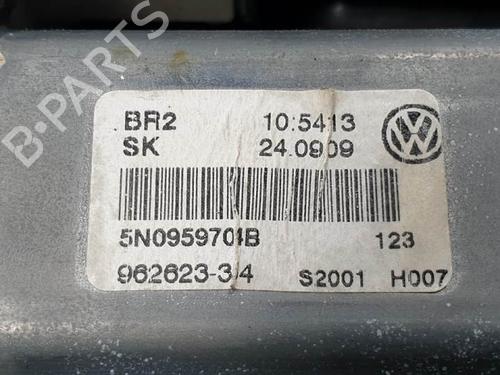 B-PARTS
BR2 10:5413
SK 24.0909
5N0959704B 123
962623-3/4 S2001 H007